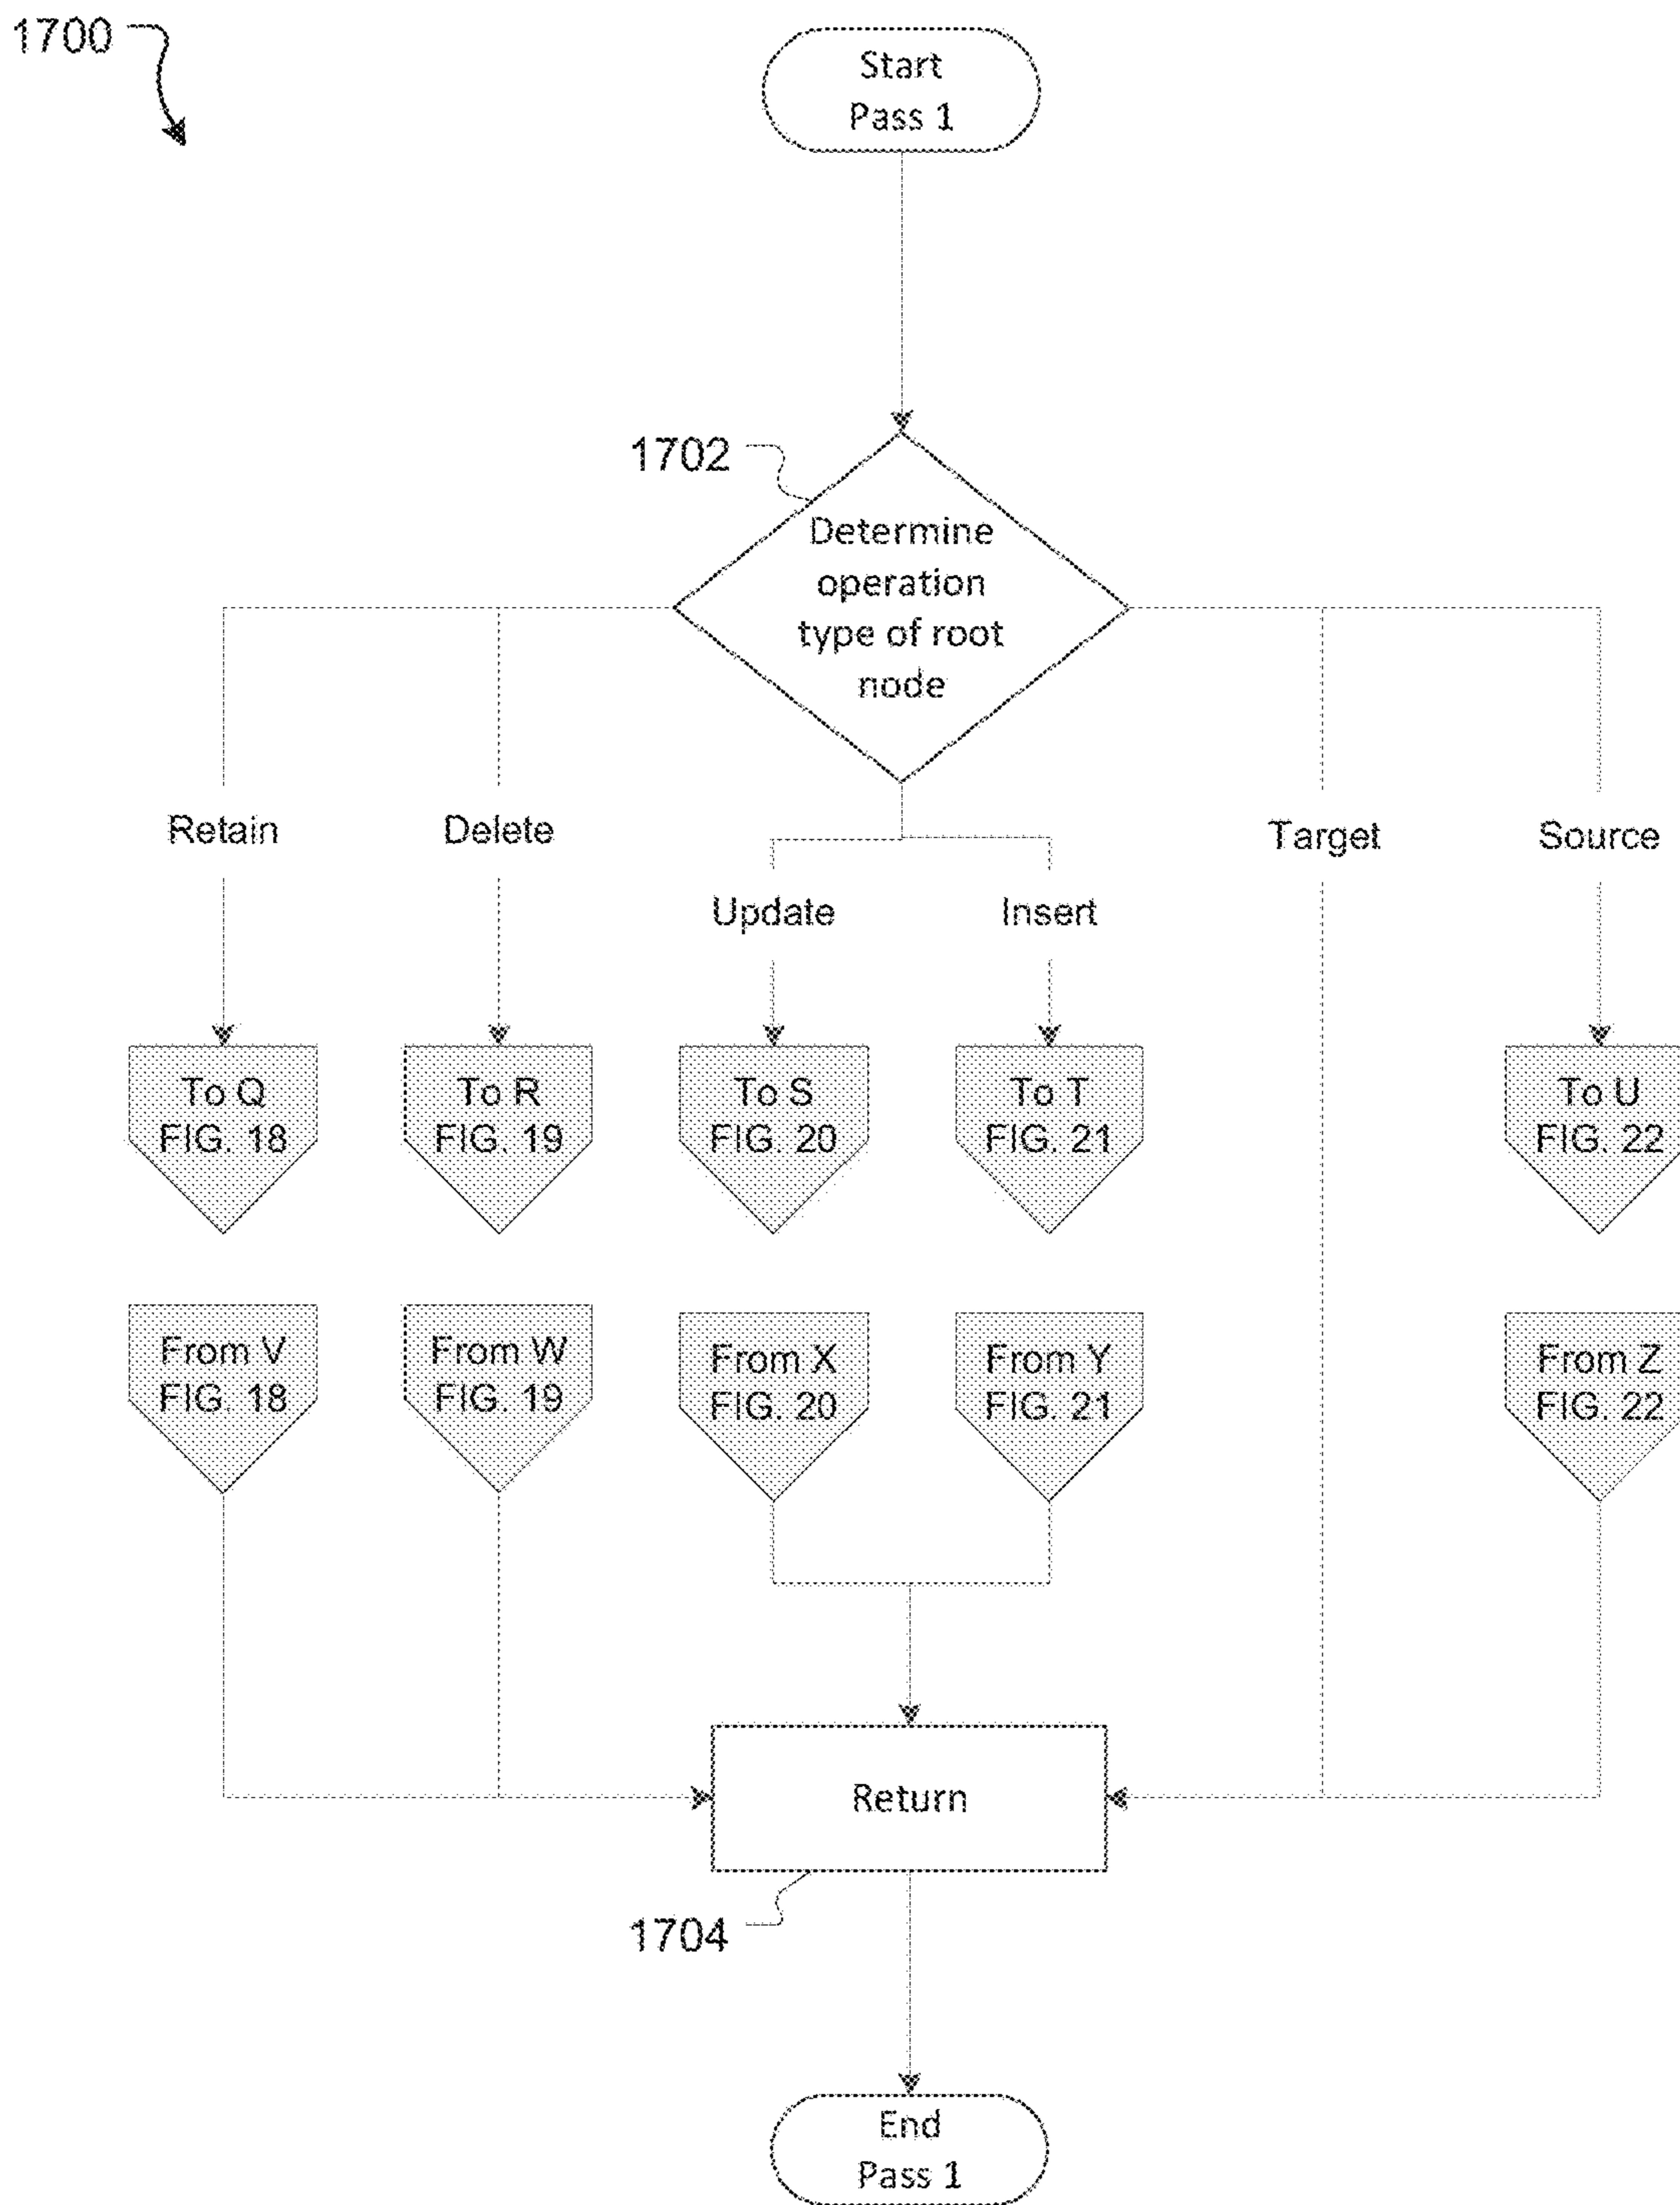 1700
Start
Pass 1
1702
Determine
operation
type of root
node
Retain
Delete
Target
Source
Update
Insert
To Q
FIG. 18
To R
FIG. 19
To S
FIG. 20
To T
FIG. 21
To U
FIG. 22
From V
FIG. 18
From W
FIG. 19
From X
FIG. 20
From Y
FIG. 21
From Z
FIG. 22
Return
1704
End
Pass 1